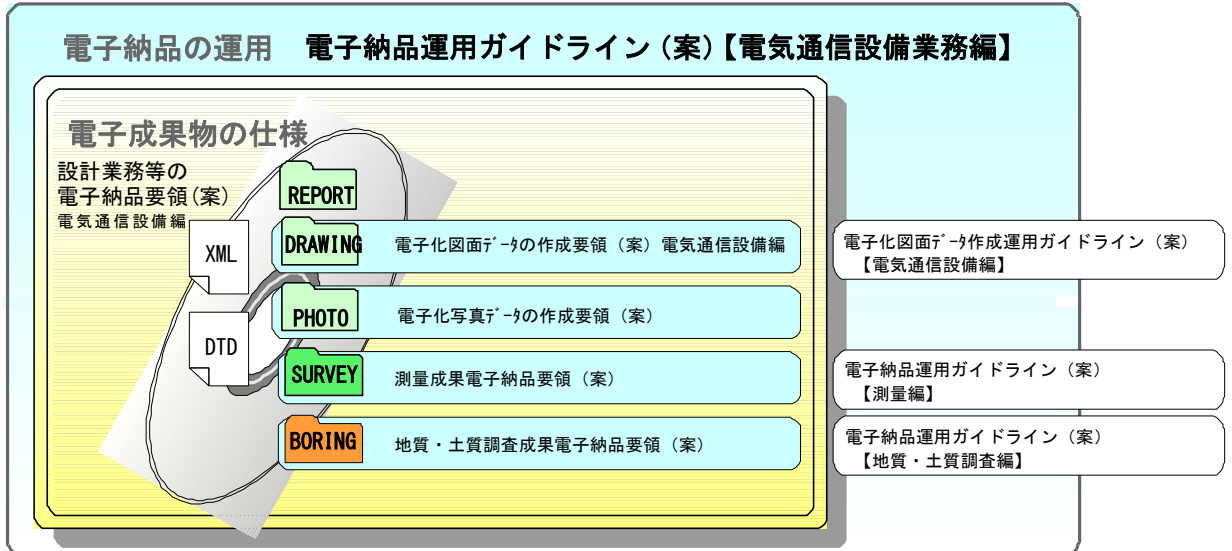 電子納品の運用 電子納品運用ガイドライン(案)【電気通信設備業務編】
電子成果物の仕様
設計業務等の
電子納品要領(案)
電気通信設備編
XML
DTD
REPORT
DRAWING 電子化図面ﾃﾞｰﾀの作成要領（案）電気通信設備編
電子化図面ﾃﾞｰﾀ作成運用ガイドライン（案）
【電気通信設備編】
PHOTO 電子化写真ﾃﾞｰﾀの作成要領（案）
SURVEY 測量成果電子納品要領（案）
電子納品運用ガイドライン（案）
【測量編】
BORING 地質・土質調査成果電子納品要領（案）
電子納品運用ガイドライン（案）
【地質・土質調査編】